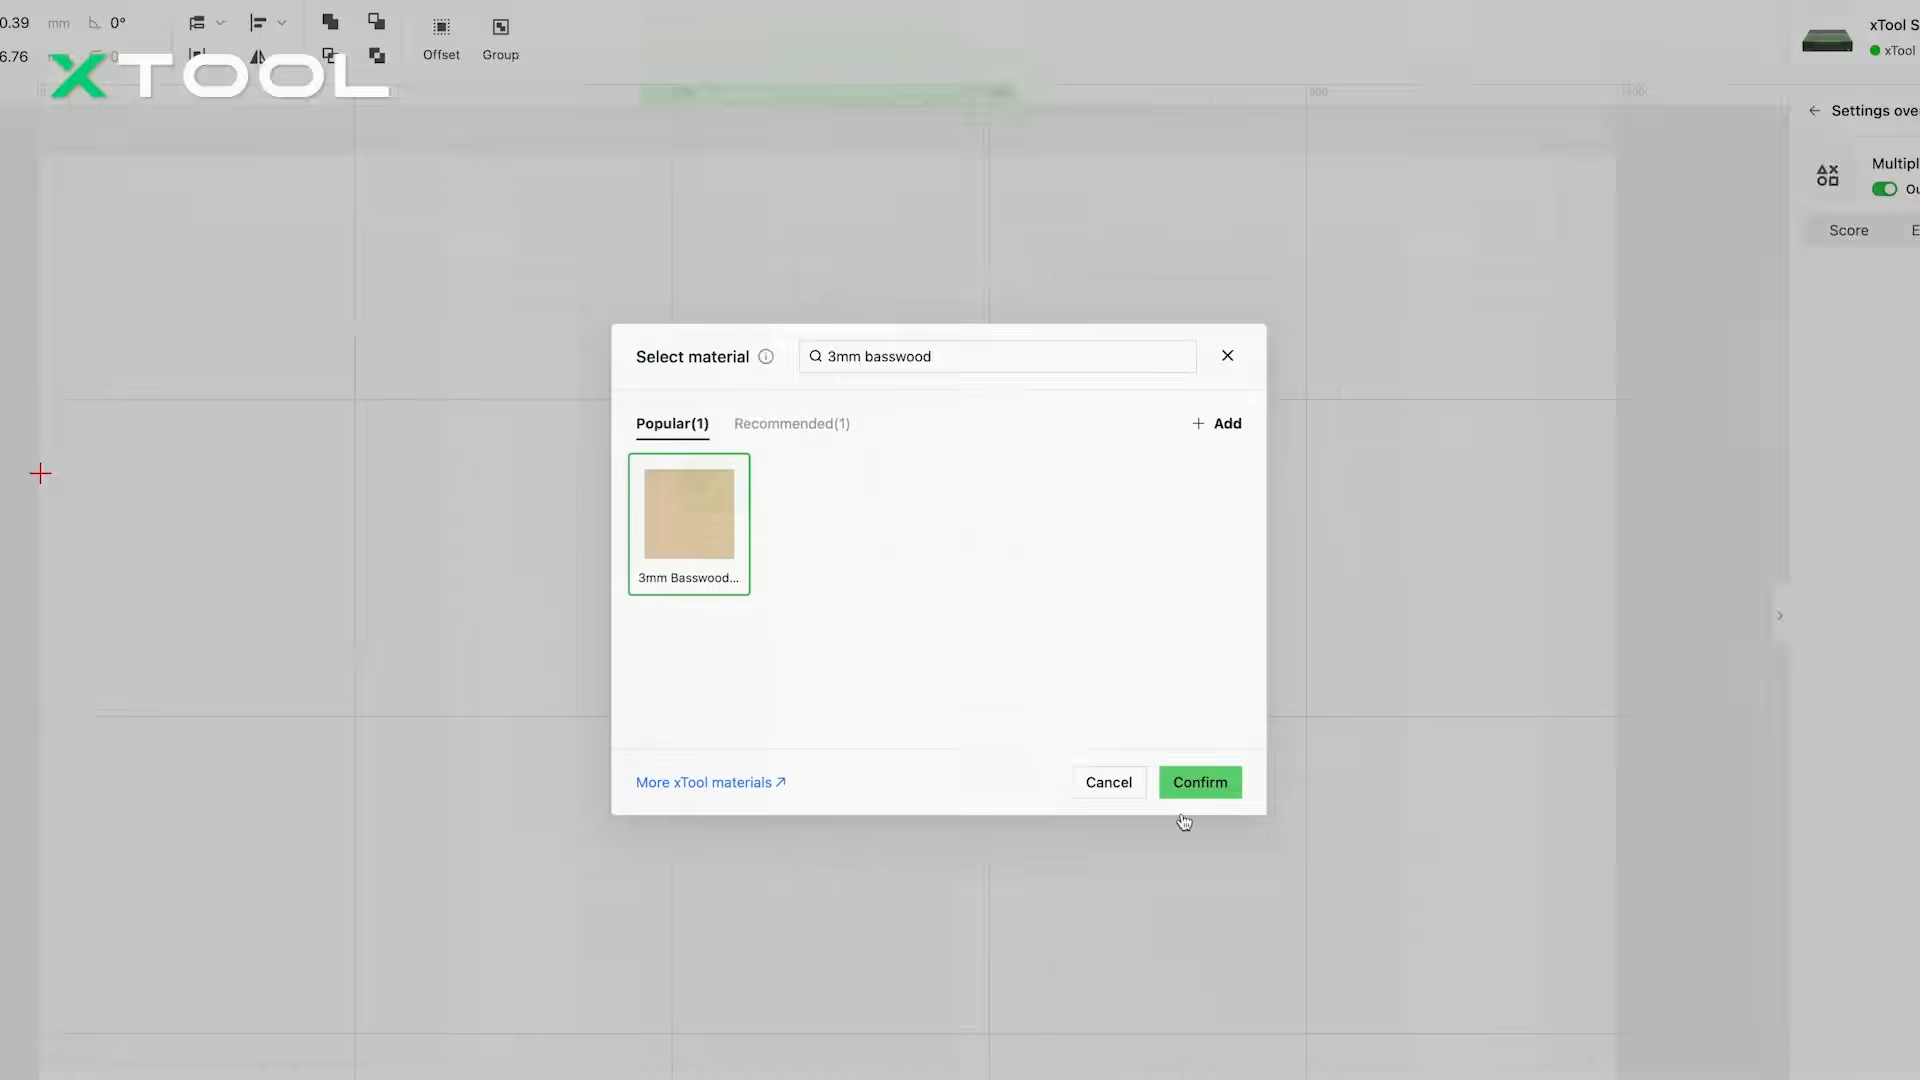 0.39 mm 0°
xTool S
6.76
Offset
Group
xTool
XTOOL
Settings ove
Multipl
Ou
Score E
Select material
3mm basswood
Popular(1)
Recommended(1)
Add
3mm Basswood...
More xTool materials
Cancel
Confirm